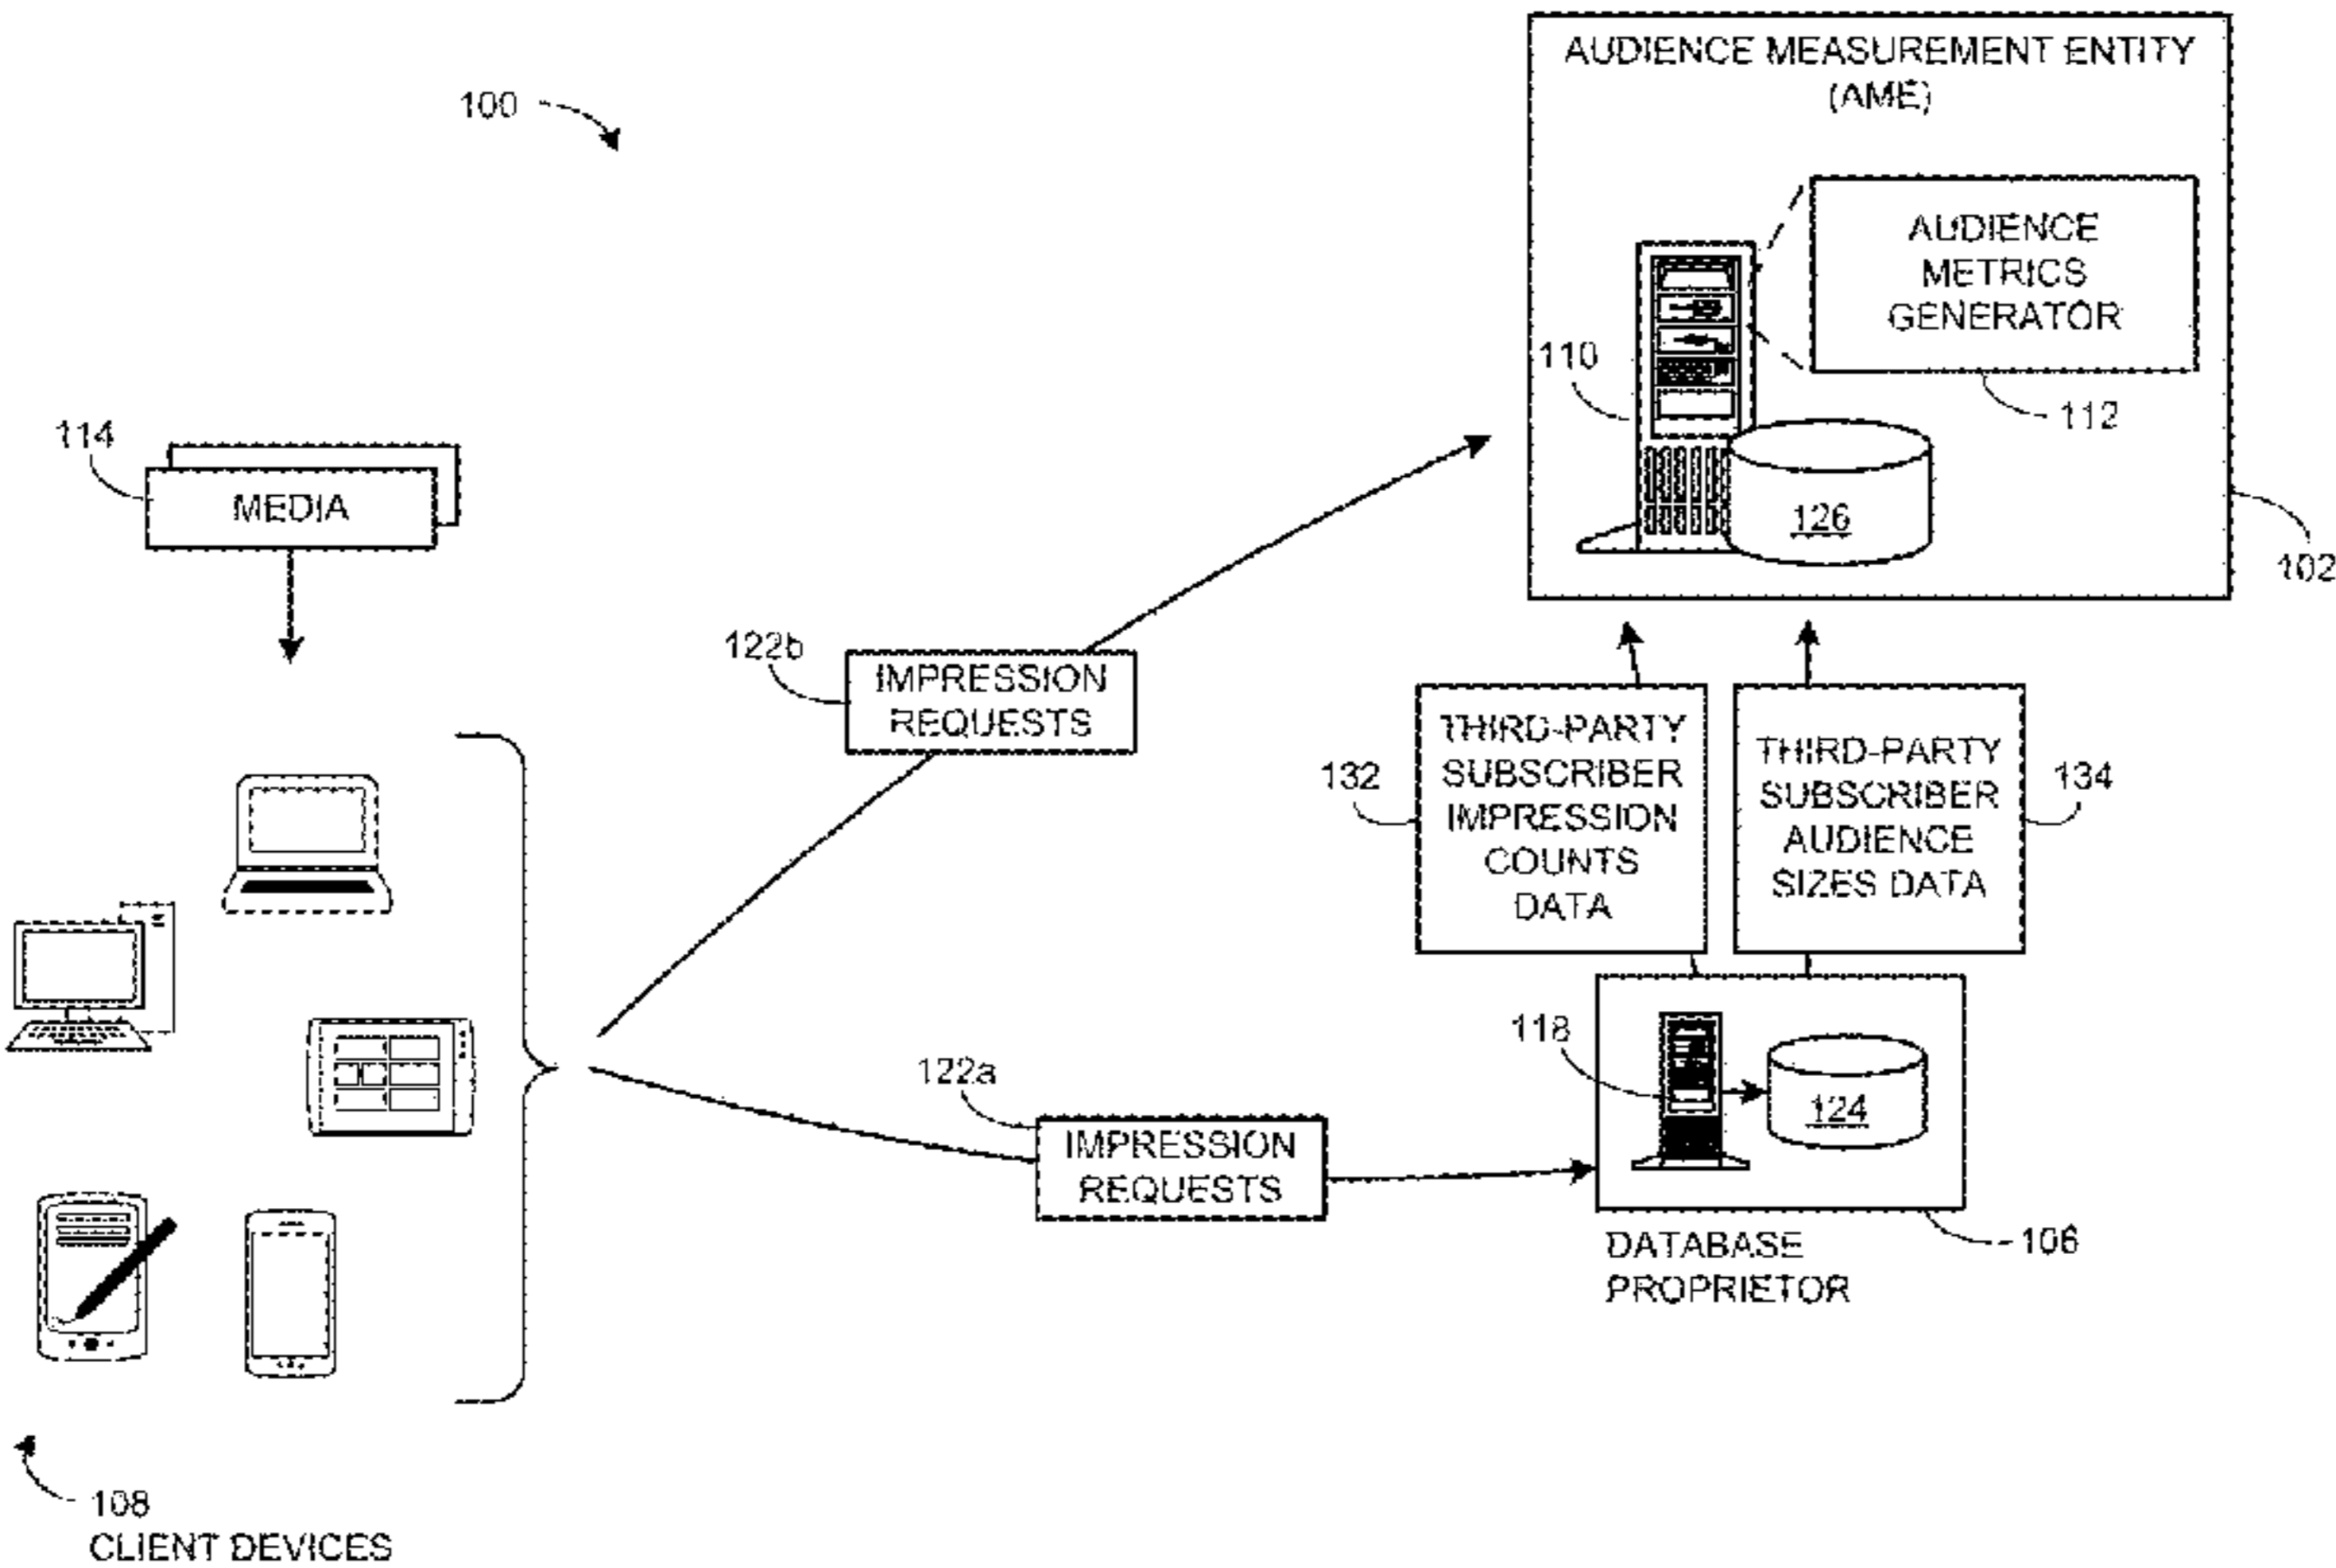 100
AUDIENCE MEASUREMENT ENTITY
(AME)
AUDIENCE
METRICS
GENERATOR
110
112
126
102
114
MEDIA
122b
IMPRESSION
REQUESTS
132
THIRD-PARTY
SUBSCRIBER
IMPRESSION
COUNTS
DATA
THIRD-PARTY
SUBSCRIBER
AUDIENCE
SIZES DATA
134
118
124
122a
IMPRESSION
REQUESTS
106
DATABASE
PROPRIETOR
108
CLIENT DEVICES